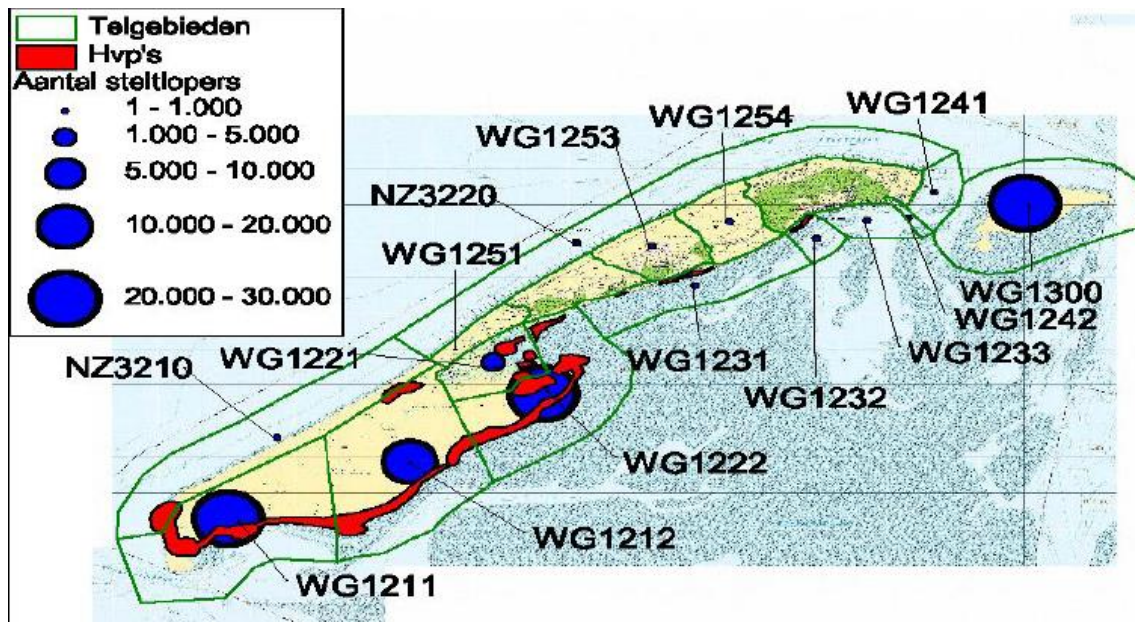 Telgebieden
Hvp's
Aantal steltlopers
1 - 1.000
1.000 - 5.000
5.000 - 10.000
10.000 - 20.000
20.000 - 30.000
WG1241
WG1254
WG1253
NZ3220
WG1251
WG1300
WG1242
WG1221
WG1231
WG1233
NZ3210
WG1232
WG1222
WG1212
WG1211